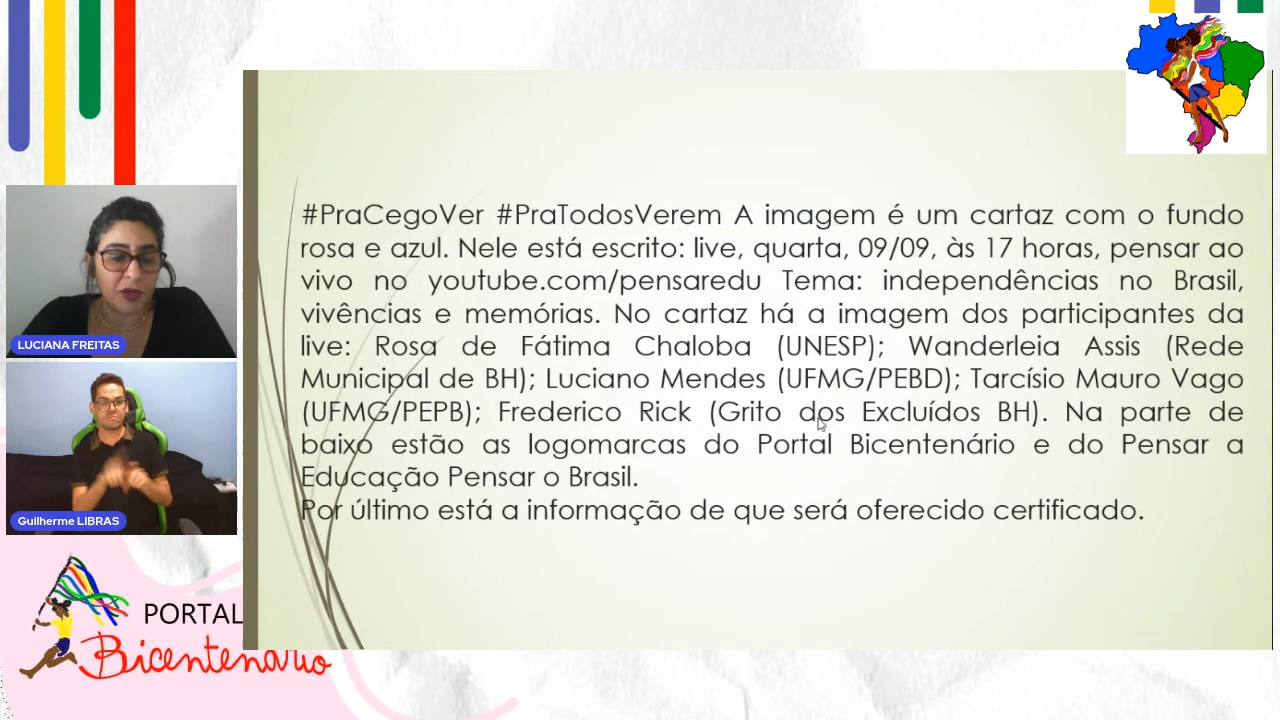 #PraCegoVer #PraTodosVerem A imagem é um cartaz com o fundo
rosa e azul. Nele está escrito: live, quarta, 09/09, às 17 horas, pensar ao
vivo no youtube.com/pensaredu Tema: independências no Brasil,
vivências e memórias. No cartaz há a imagem dos participantes da
live: Rosa de Fátima Chaloba (UNESP); Wanderleia Assis (Rede
Municipal de BH); Luciano Mendes (UFMG/PEBD); Tarcísio Mauro Vago
(UFMG/PEPB); Frederico Rick (Grito dos Excluídos BH). Na parte de
baixo estão as logomarcas do Portal Bicentenário e do Pensar a
Educação Pensar o Brasil.
Por último está a informação de que será oferecido certificado.
LUCIANA FREITAS
Guilherme LIBRAS
PORTAL
Bicentenário